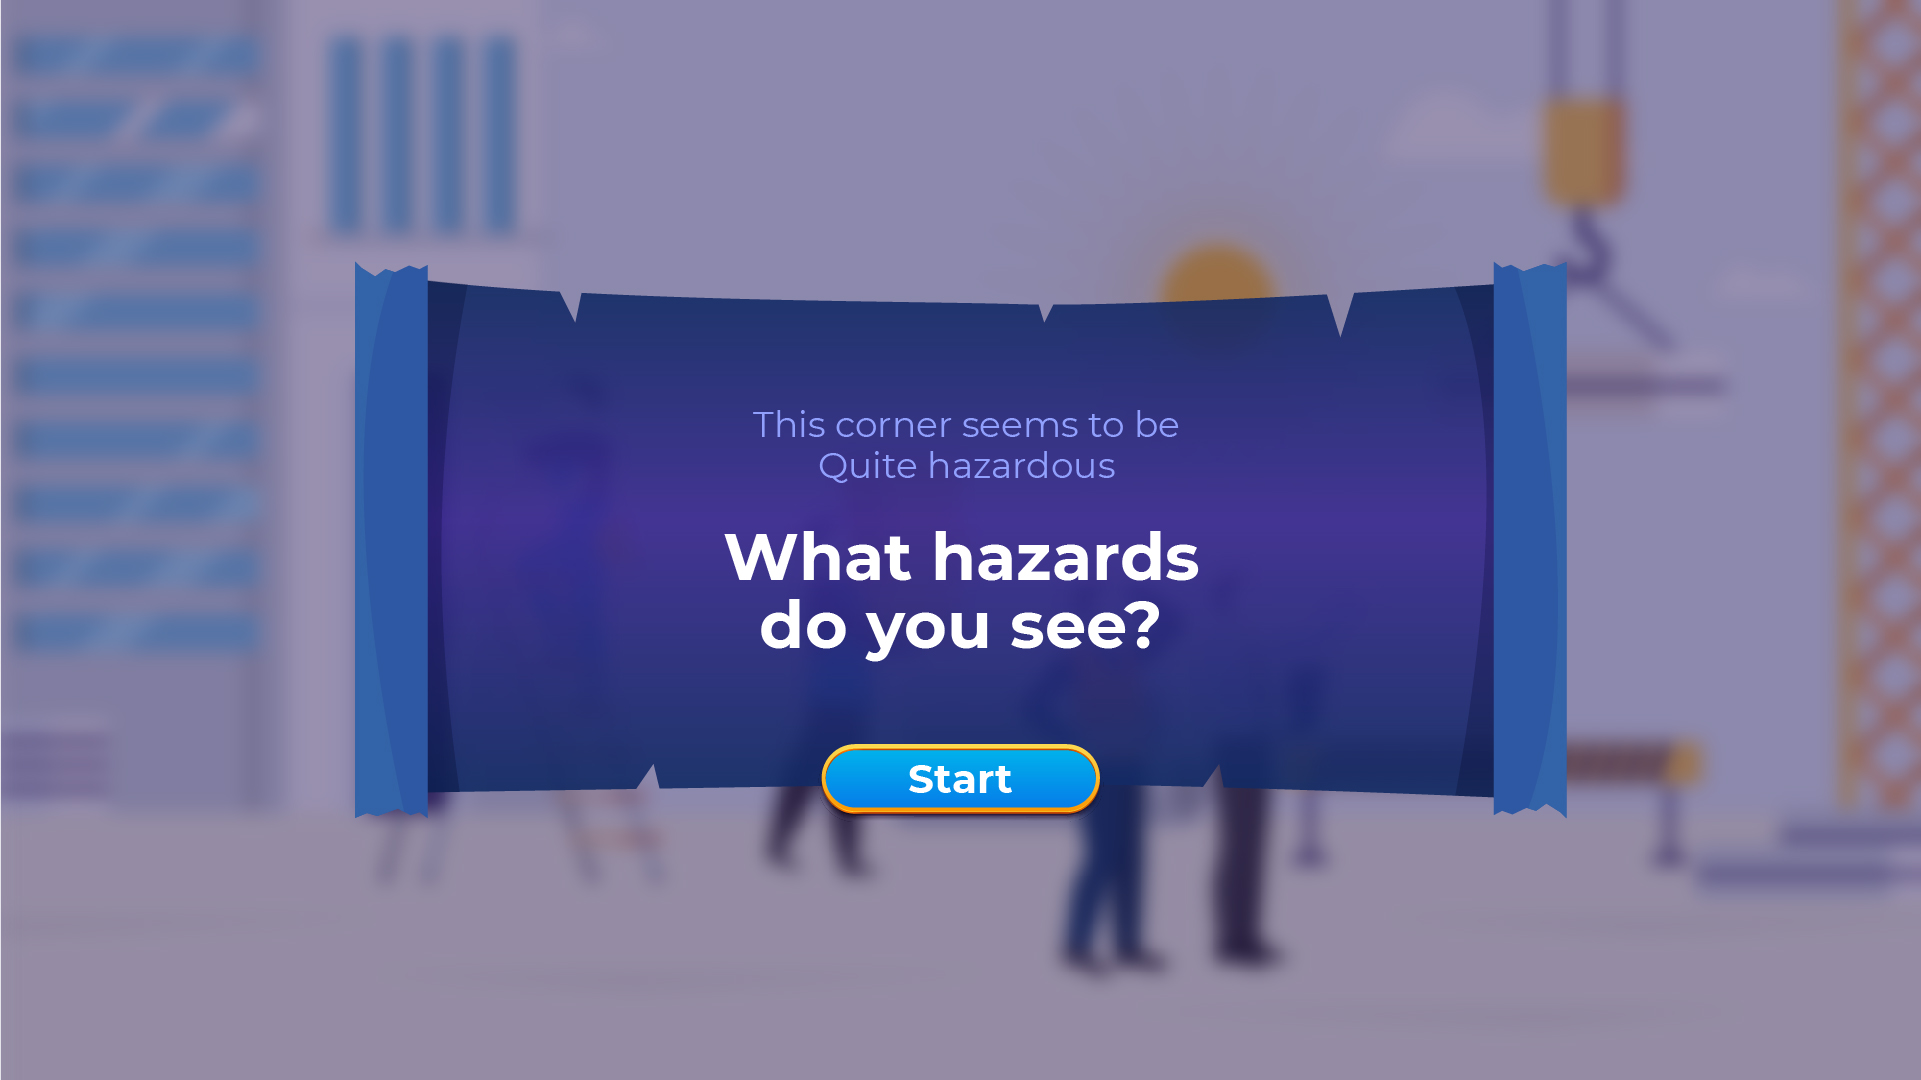 This corner seems to be
Quite hazardous
What hazards
do you see?
Start